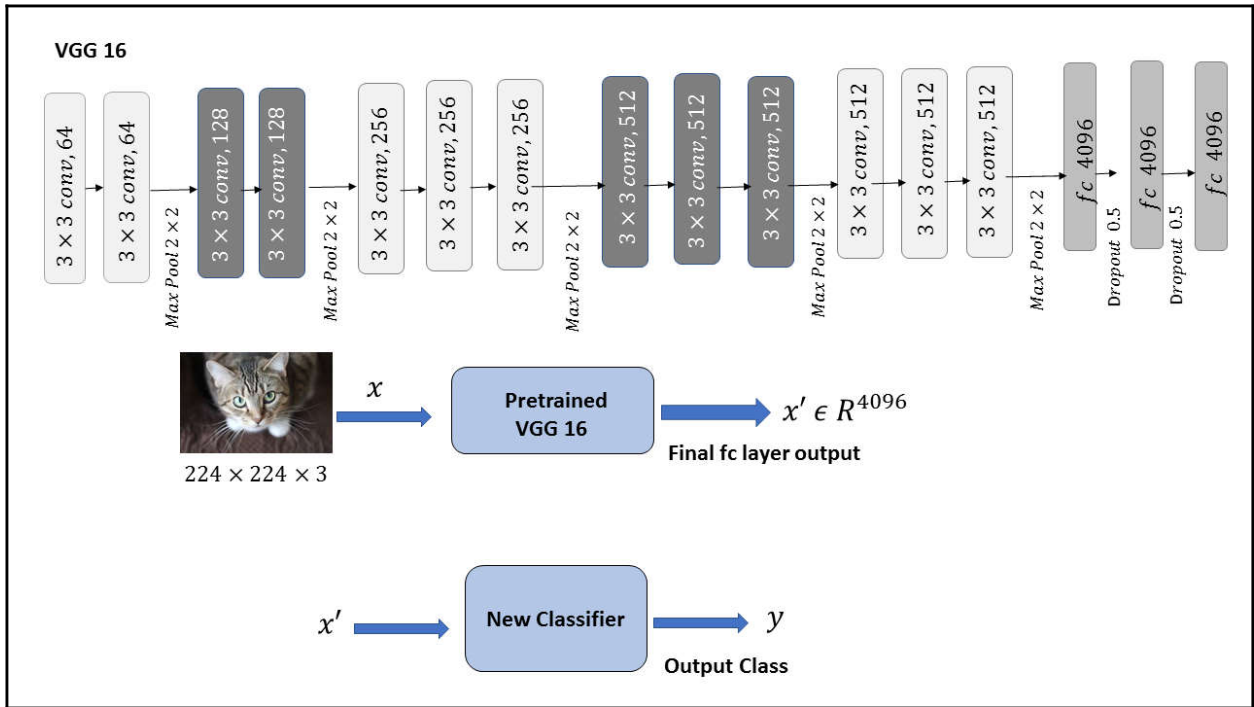 VGG 16
3 × 3 conv, 64
3 × 3 conv, 64
Max Pool 2 × 2
3 × 3 conv, 128
3 × 3 conv, 128
Max Pool 2 × 2
3 × 3 conv, 256
3 × 3 conv, 256
3 × 3 conv, 256
Max Pool 2 × 2
3 × 3 conv, 512
3 × 3 conv, 512
3 × 3 conv, 512
Max Pool 2 × 2
3 × 3 conv, 512
3 × 3 conv, 512
3 × 3 conv, 512
Max Pool 2 × 2
fc 4096
Dropout 0.5
fc 4096
Dropout 0.5
fc 4096
224 × 224 × 3
x
Pretrained
VGG 16
x′ ϵ R⁴⁰⁹⁶
Final fc layer output
x′
New Classifier
y
Output Class